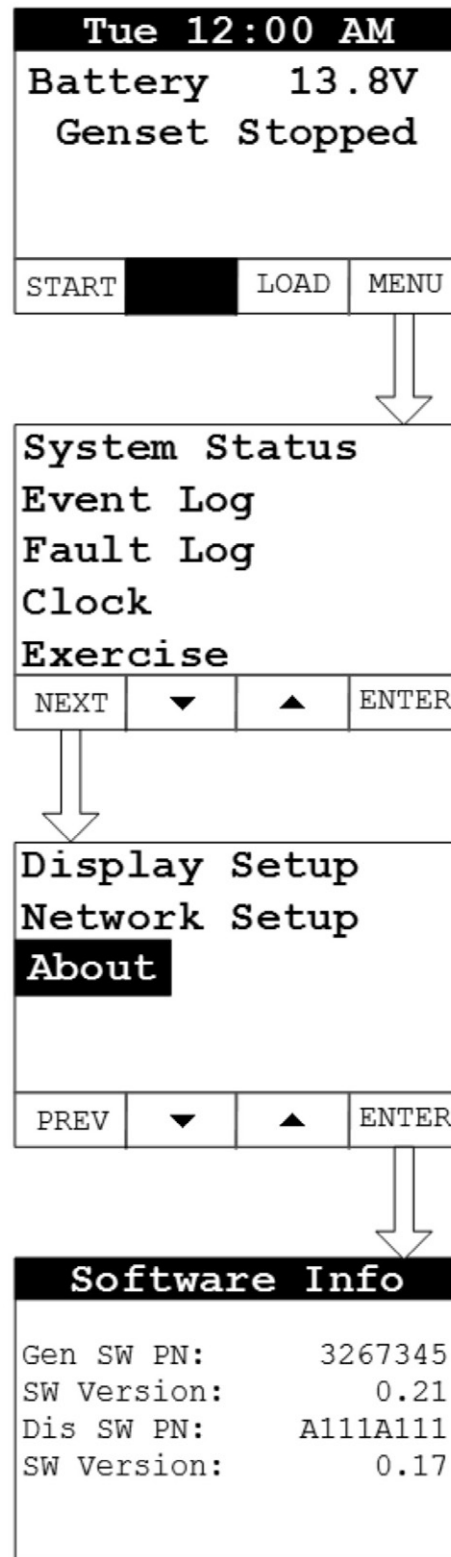 Tue 12:00 AM
Battery 13.8V
Genset Stopped
START LOAD MENU
System Status
Event Log
Fault Log
Clock
Exercise
NEXT ▼ ▲ ENTER
Display Setup
Network Setup
About
PREV ▼ ▲ ENTER
Software Info
Gen SW PN: 3267345
SW Version: 0.21
Dis SW PN: A111A111
SW Version: 0.17